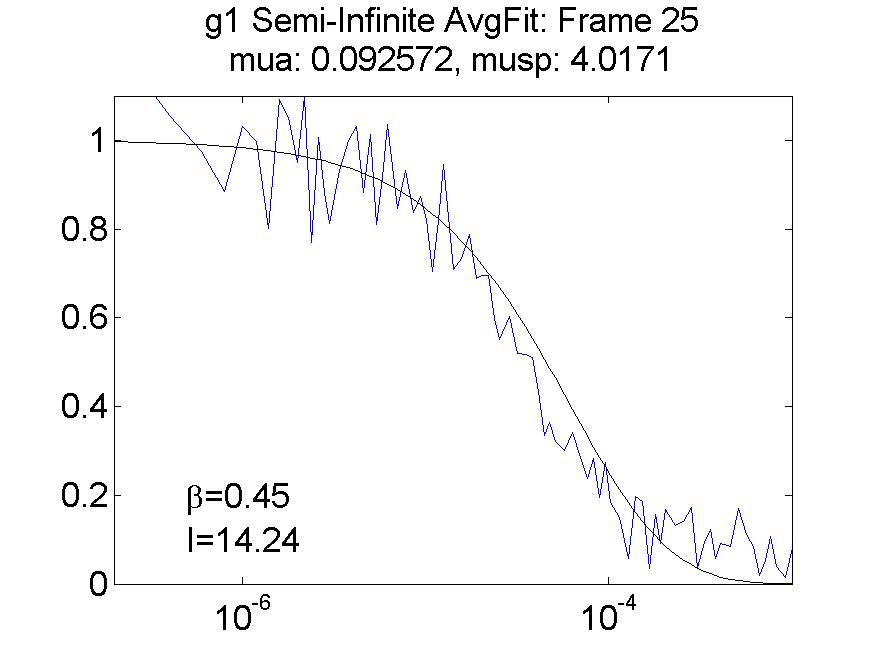 g1 Semi-Infinite AvgFit: Frame 25
mua: 0.092572, musp: 4.0171
1
0.8
0.6
0.4
0.2
0
β=0.45
I=14.24
10^-6
10^-4